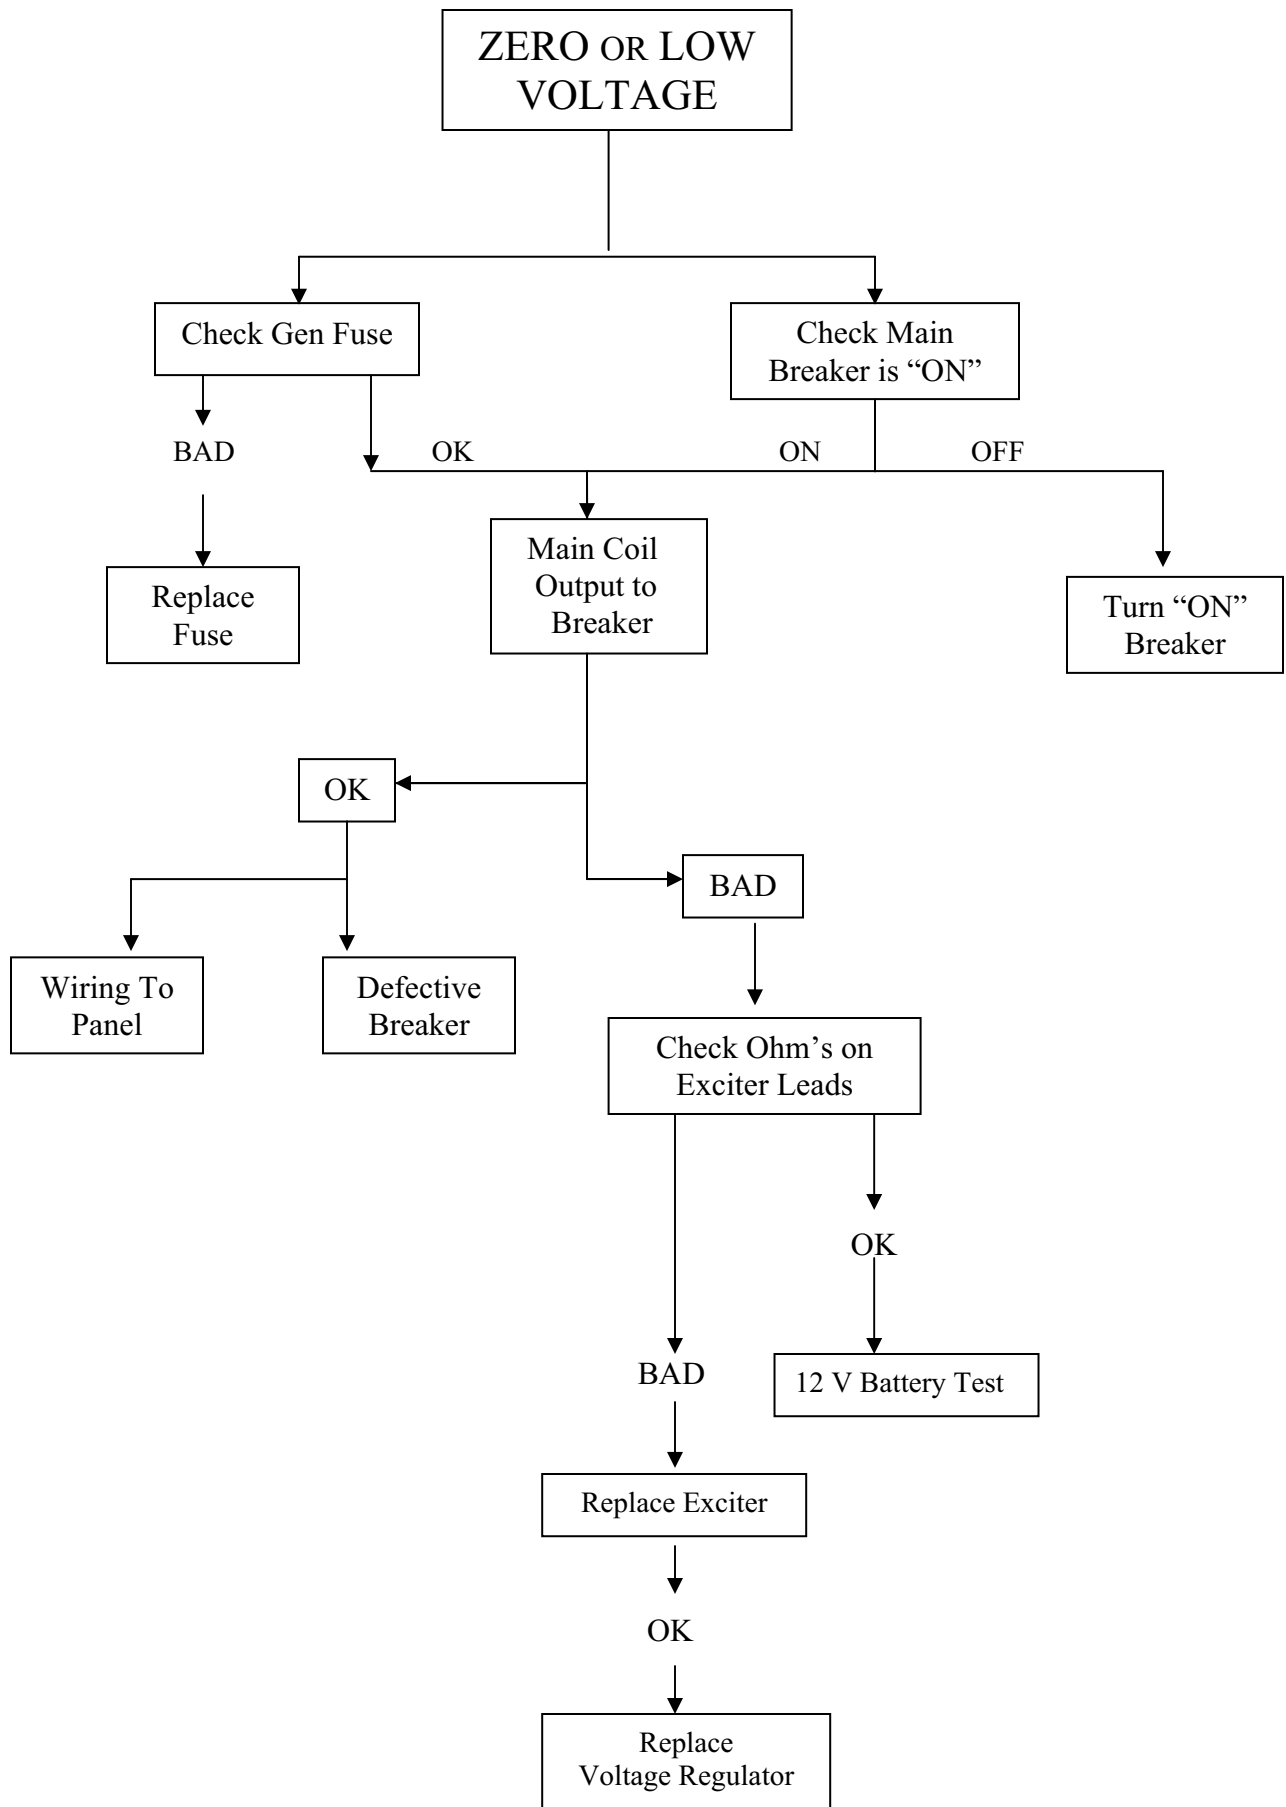 ZERO OR LOW
VOLTAGE
Check Gen Fuse
Check Main
Breaker is “ON”
BAD
OK
ON
OFF
Main Coil
Output to
Breaker
Replace
Fuse
Turn “ON”
Breaker
OK
BAD
Wiring To
Panel
Defective
Breaker
Check Ohm’s on
Exciter Leads
OK
BAD
12 V Battery Test
Replace Exciter
OK
Replace
Voltage Regulator